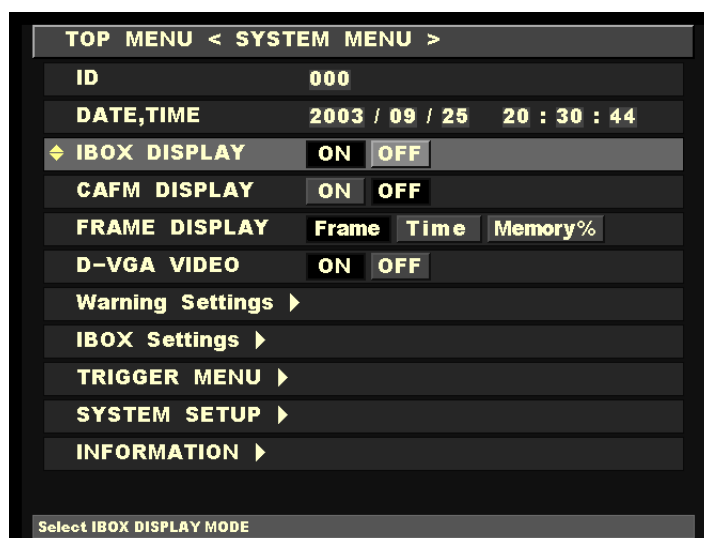 TOP MENU < SYSTEM MENU >
ID 000
DATE,TIME 2003 / 09 / 25 20 : 30 : 44
IBOX DISPLAY ON OFF
CAFM DISPLAY ON OFF
FRAME DISPLAY Frame Time Memory%
D-VGA VIDEO ON OFF
Warning Settings
IBOX Settings
TRIGGER MENU
SYSTEM SETUP
INFORMATION
Select IBOX DISPLAY MODE